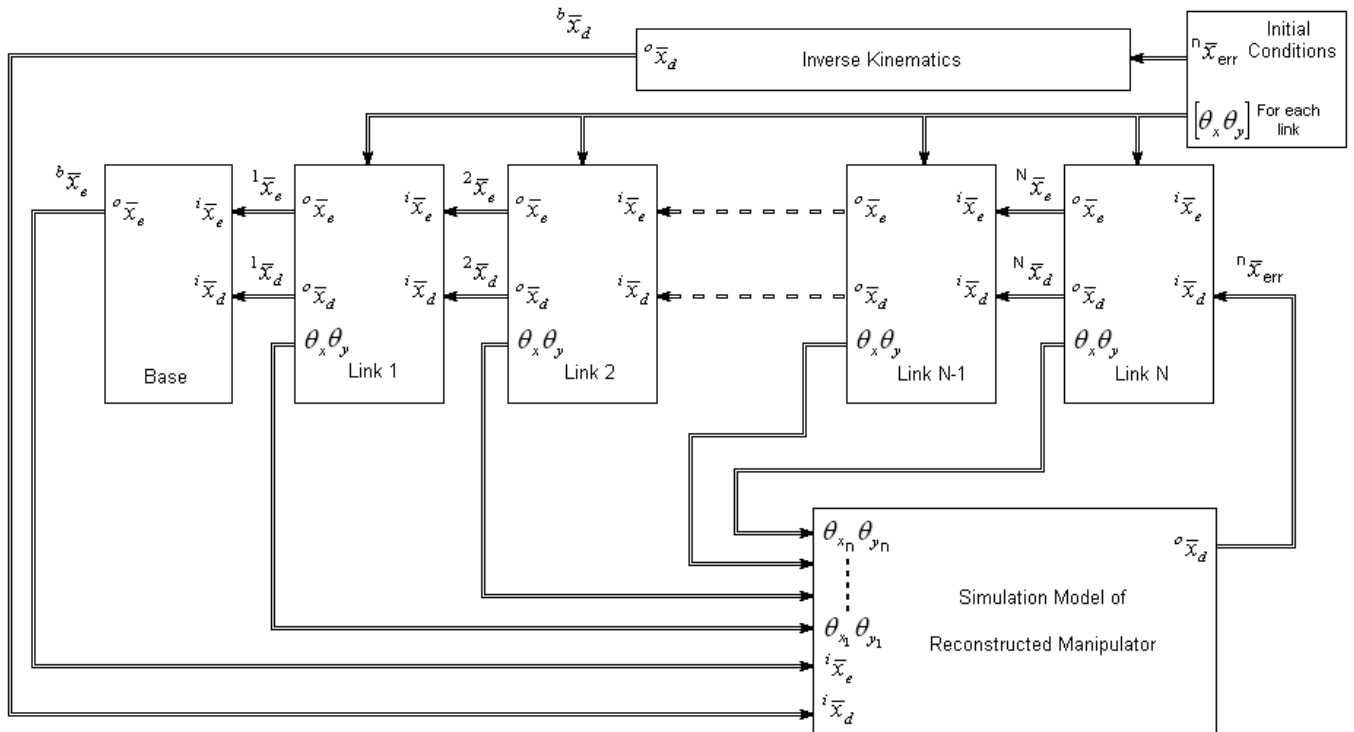 ᵇx̄_d
ᵒx̄_d Inverse Kinematics
ⁿx̄_err Initial Conditions
[θ_x θ_y] For each link
ᵇx̄_e
ᵒx̄_e ⁱx̄_e ¹x̄_e ᵒx̄_e ⁱx̄_e ²x̄_e ᵒx̄_e ⁱx̄_e ᵒx̄_e ⁱx̄_e ᴺx̄_e ᵒx̄_e ⁱx̄_e
ⁱx̄_d ¹x̄_d ᵒx̄_d ⁱx̄_d ²x̄_d ᵒx̄_d ⁱx̄_d ᵒx̄_d ⁱx̄_d ᴺx̄_d ᵒx̄_d ⁱx̄_d ⁿx̄_err
θ_x θ_y θ_x θ_y θ_x θ_y θ_x θ_y
Base Link 1 Link 2 Link N-1 Link N
θ_xn θ_yn ᵒx̄_d
Simulation Model of
θ_x1 θ_y1 Reconstructed Manipulator
ⁱx̄_e
ⁱx̄_d